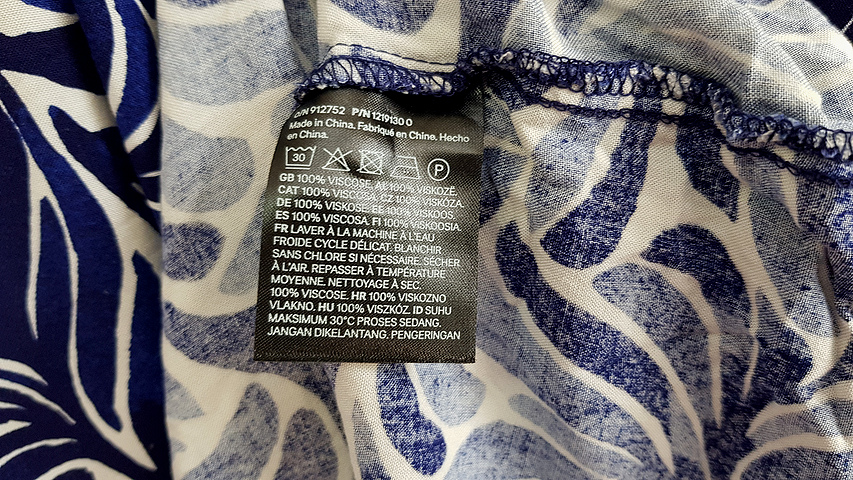 O/N 912752 P/N 1219130 0
Made in China. Fabriqué en Chine. Hecho
en China.
30 P
GB 100% VISCOSE. AL 100% VISKOZË.
CAT 100% VISCOSA. CZ 100% VISKÓZA.
DE 100% VISKOSE. EE 100% VISKOOS.
ES 100% VISCOSA. FI 100% VISKOOSIA.
FR LAVER À LA MACHINE À L'EAU
FROIDE CYCLE DÉLICAT. BLANCHIR
SANS CHLORE SI NÉCESSAIRE. SÉCHER
À L'AIR. REPASSER À TEMPÉRATURE
MOYENNE. NETTOYAGE À SEC.
100% VISCOSE. HR 100% VISKOZNO
VLAKNO. HU 100% VISZKÓZ. ID SUHU
MAKSIMUM 30°C PROSES SEDANG.
JANGAN DIKELANTANG. PENGERINGAN